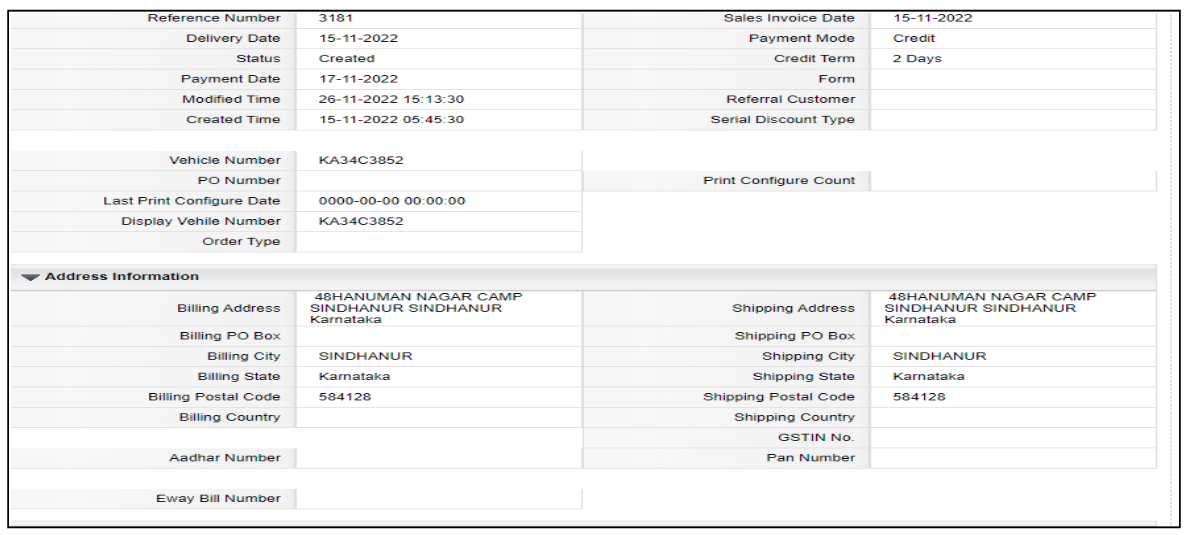 Reference Number 3181 Sales Invoice Date 15-11-2022
Delivery Date 15-11-2022 Payment Mode Credit
Status Created Credit Term 2 Days
Payment Date 17-11-2022 Form
Modified Time 26-11-2022 15:13:30 Referral Customer
Created Time 15-11-2022 05:45:30 Serial Discount Type
Vehicle Number KA34C3852
PO Number Print Configure Count
Last Print Configure Date 0000-00-00 00:00:00
Display Vehile Number KA34C3852
Order Type
Address Information
48HANUMAN NAGAR CAMP 48HANUMAN NAGAR CAMP
Billing Address SINDHANUR SINDHANUR Shipping Address SINDHANUR SINDHANUR
Karnataka Karnataka
Billing PO Box Shipping PO Box
Billing City SINDHANUR Shipping City SINDHANUR
Billing State Karnataka Shipping State Karnataka
Billing Postal Code 584128 Shipping Postal Code 584128
Billing Country Shipping Country
GSTIN No.
Aadhar Number Pan Number
Eway Bill Number